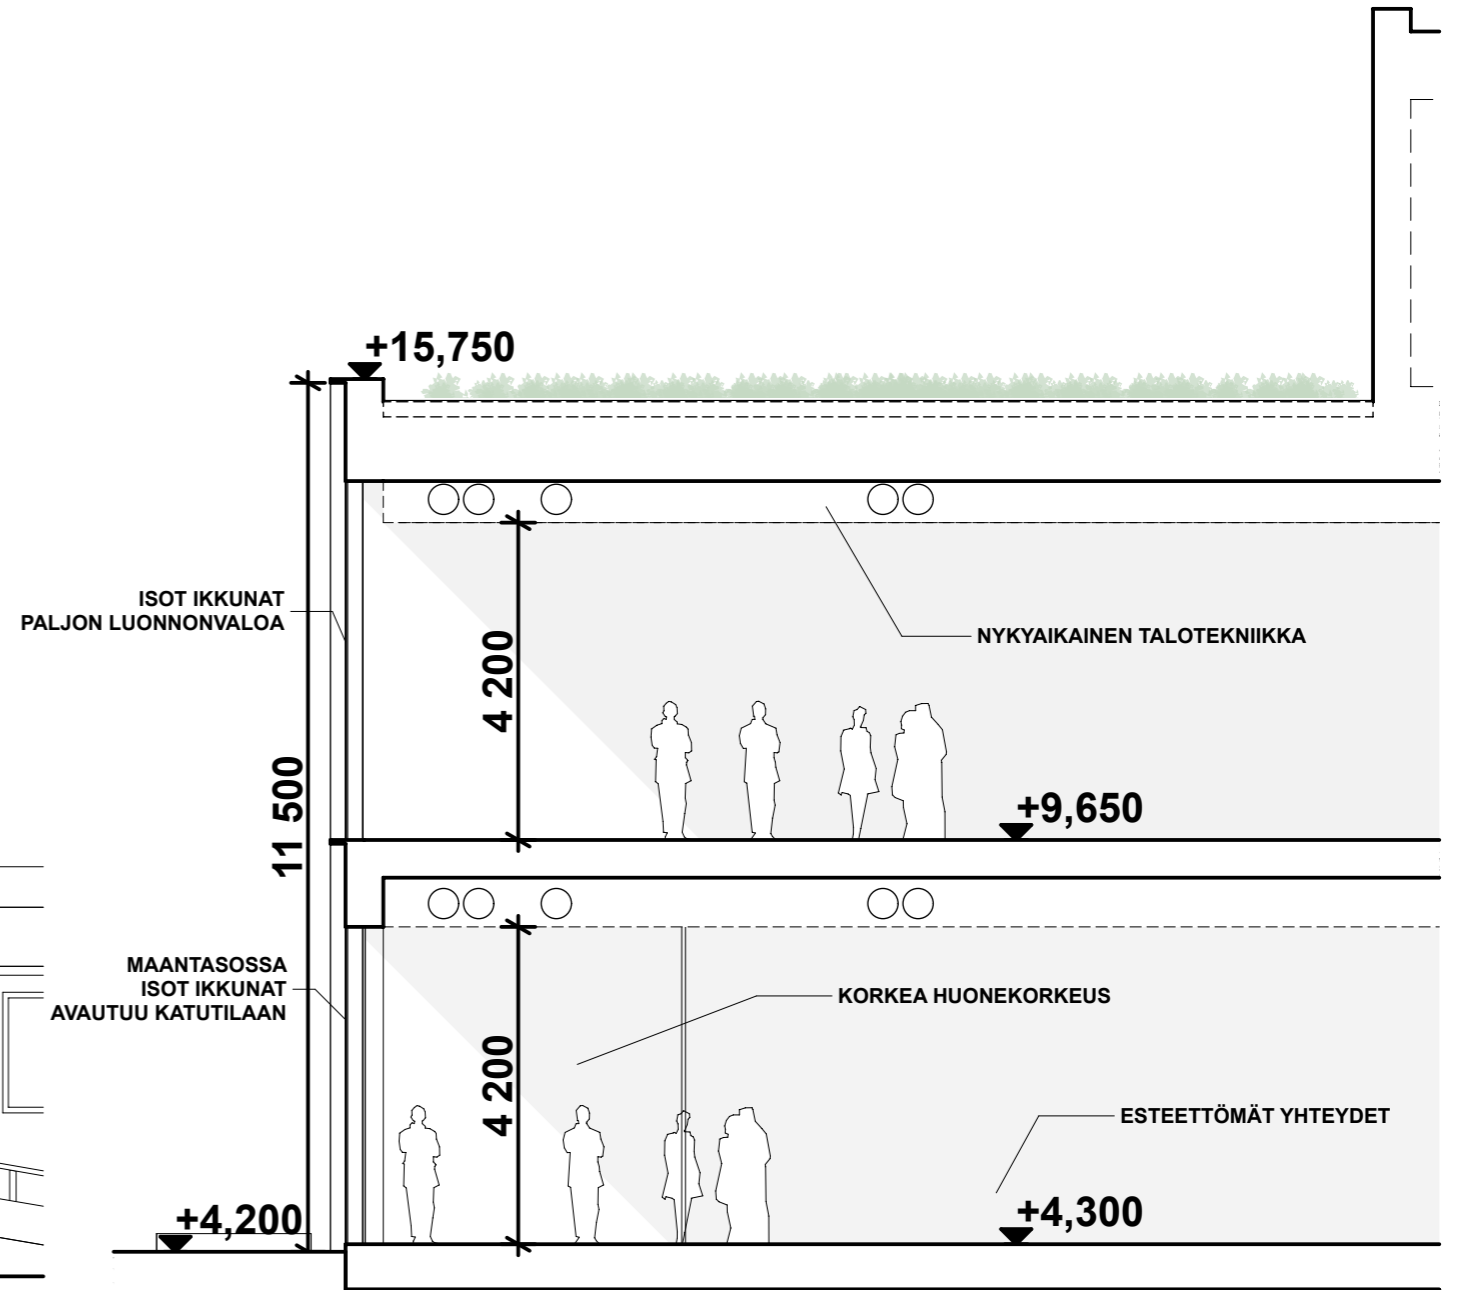 +15,750
ISOT IKKUNAT
PALJON LUONNONVALOA
NYKYAIKAINEN TALOTEKNIIKKA
4 200
11 500
+9,650
MAANTASOSSA
ISOT IKKUNAT
AVAUTUU KATUTILAAN
KORKEA HUONEKORKEUS
4 200
ESTEETTÖMÄT YHTEYDET
+4,200
+4,300